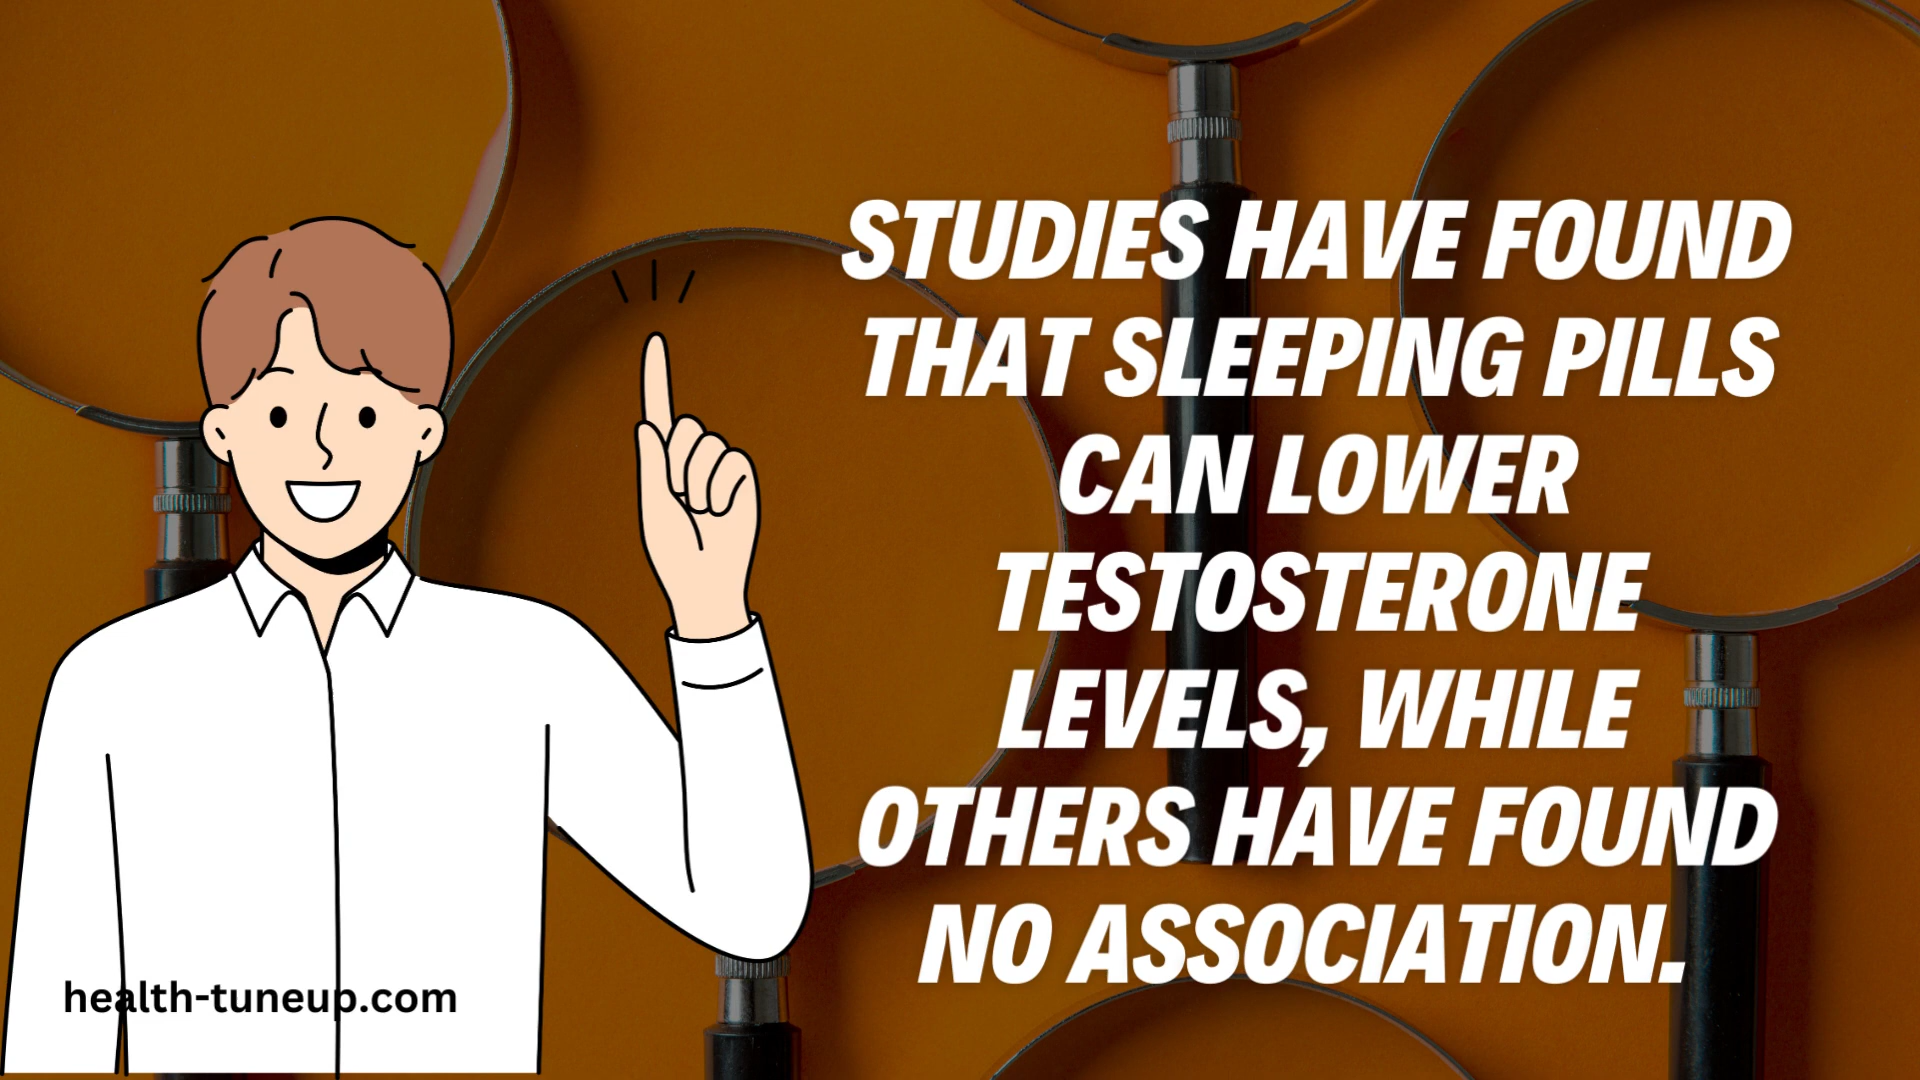 STUDIES HAVE FOUND
THAT SLEEPING PILLS
CAN LOWER
TESTOSTERONE
LEVELS, WHILE
OTHERS HAVE FOUND
NO ASSOCIATION.
health-tuneup.com